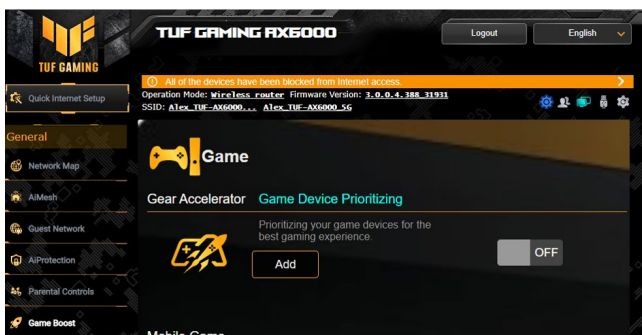 TUF GAMING AX6000
Logout
English
TUF GAMING
All of the devices have been blocked from Internet access.
Quick Internet Setup
Operation Mode: Wireless router Firmware Version: 3.0.0.4.388_31931
SSID: Alex_TUF-AX6000... Alex_TUF-AX6000_5G
General
Network Map
AiMesh
Guest Network
AiProtection
Parental Controls
Game Boost
Game
Gear Accelerator Game Device Prioritizing
Prioritizing your game devices for the
best gaming experience.
Add
OFF
Mobile Game